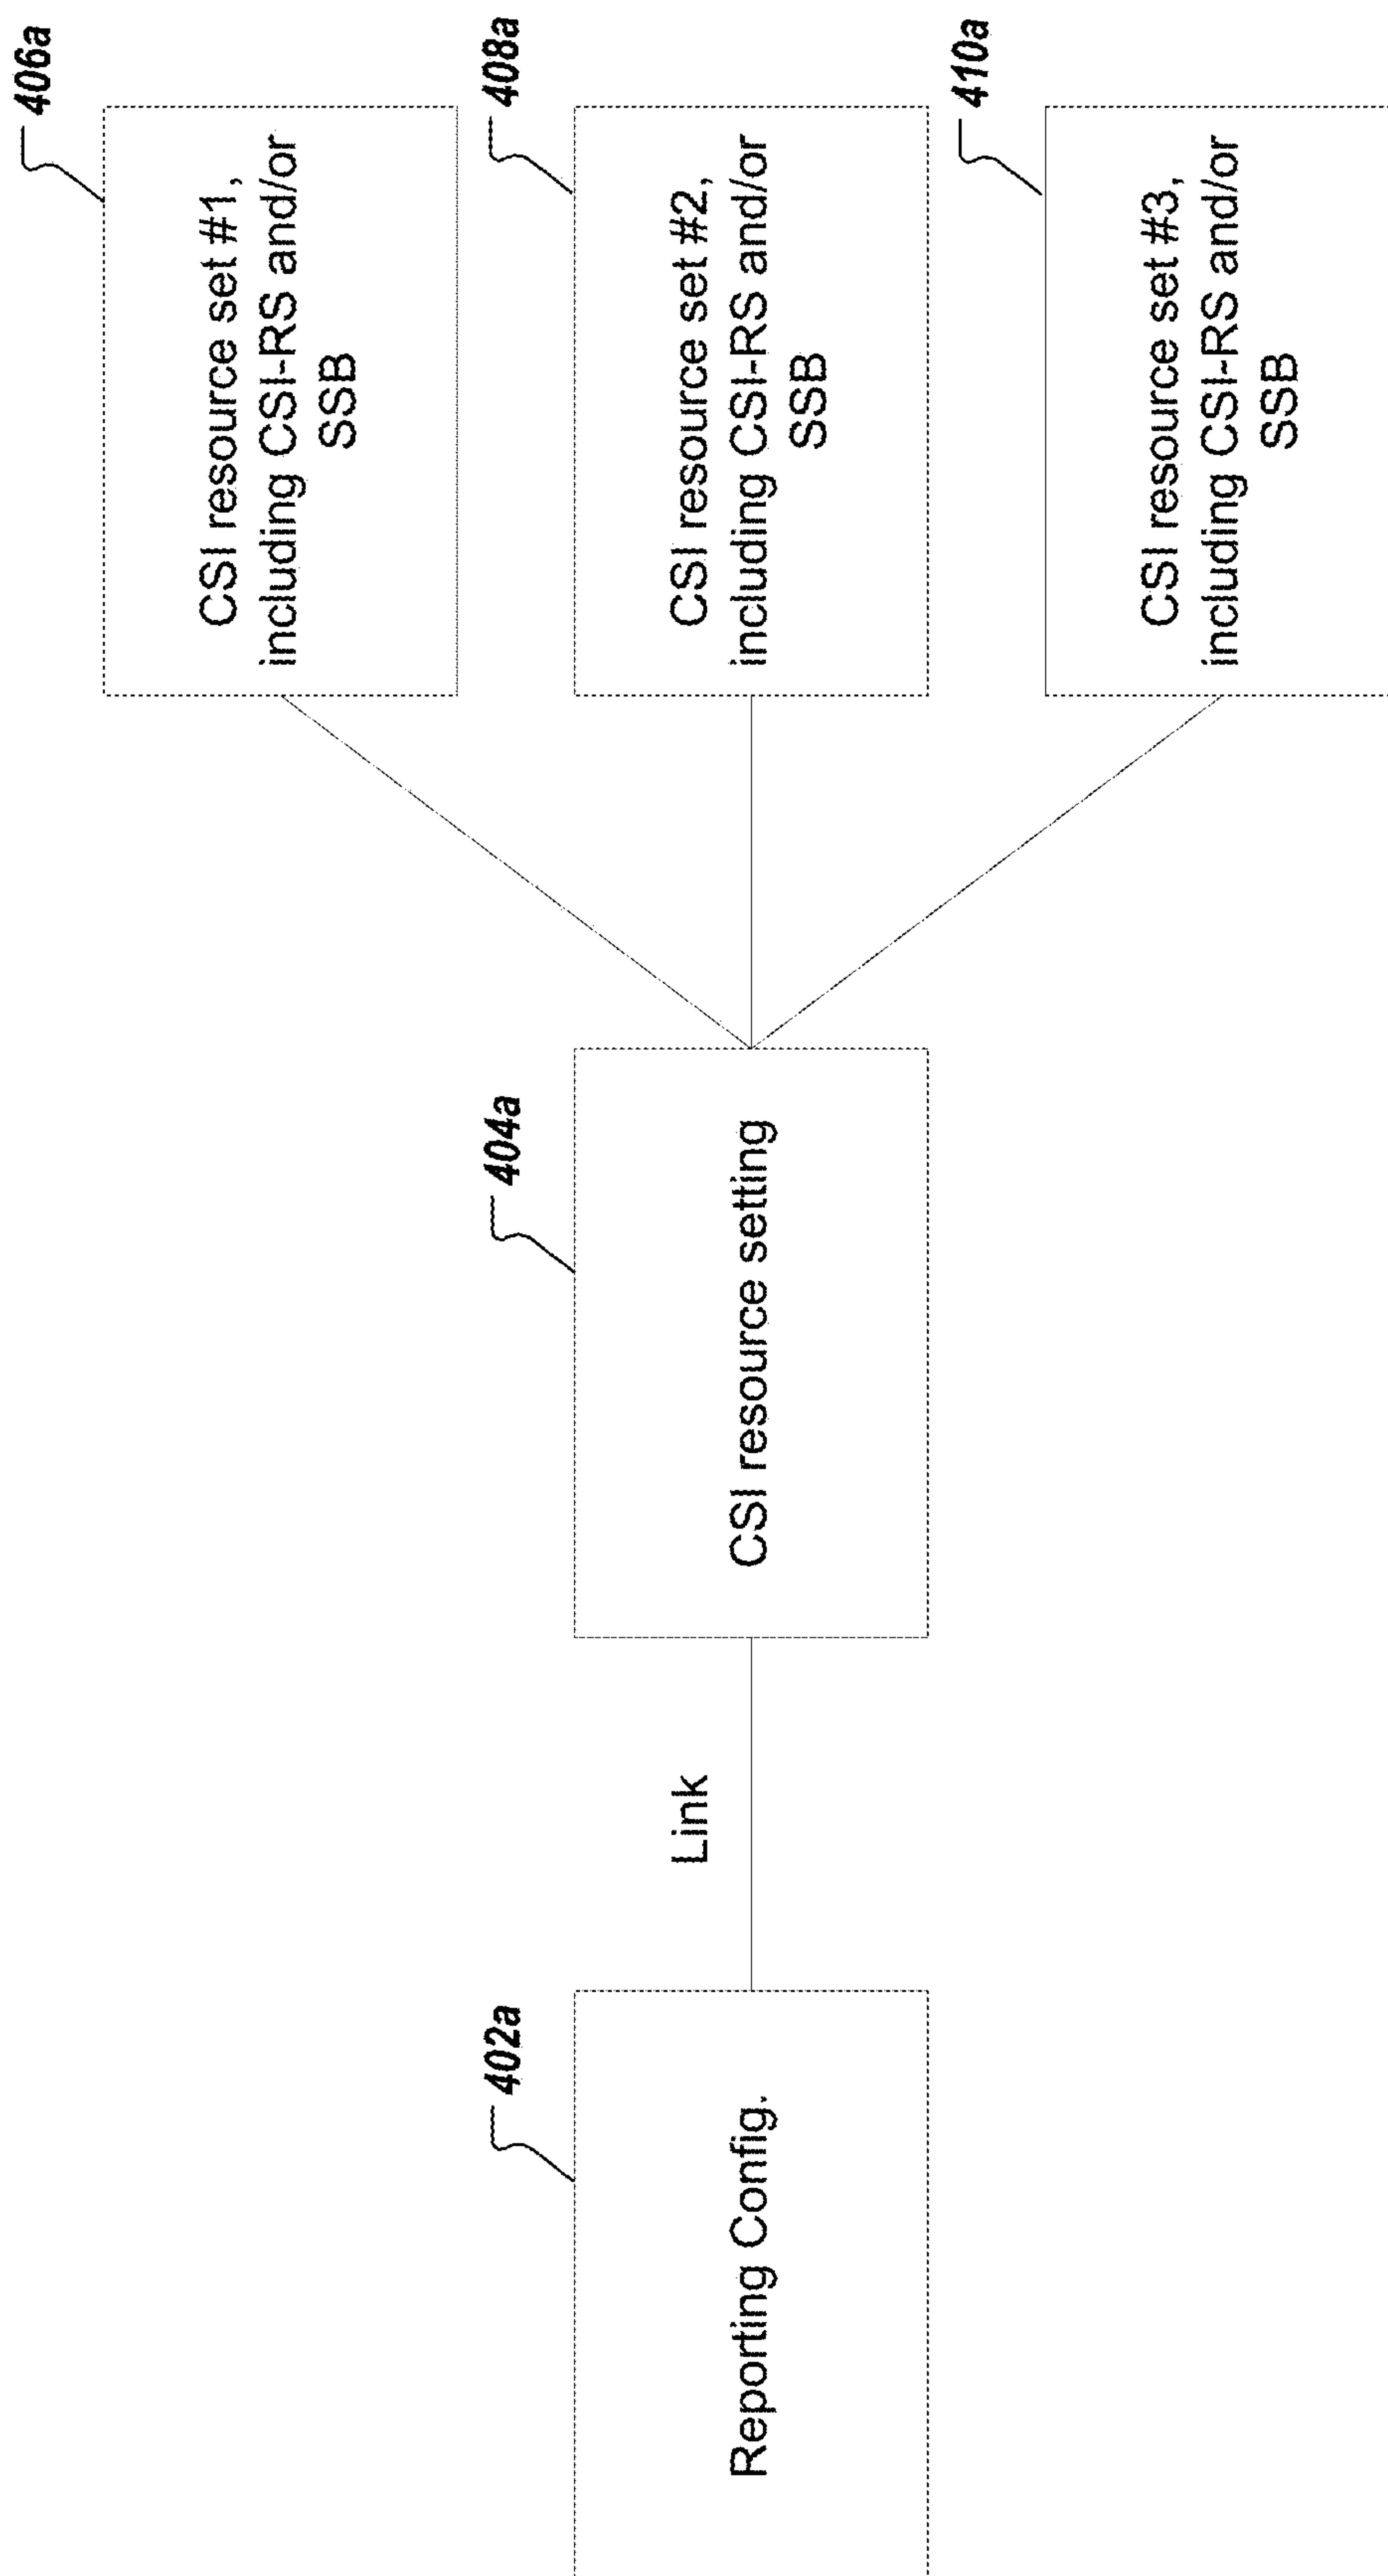 402a
Reporting Config.
Link
404a
CSI resource setting
406a
CSI resource set #1,
including CSI-RS and/or
SSB
408a
CSI resource set #2,
including CSI-RS and/or
SSB
410a
CSI resource set #3,
including CSI-RS and/or
SSB